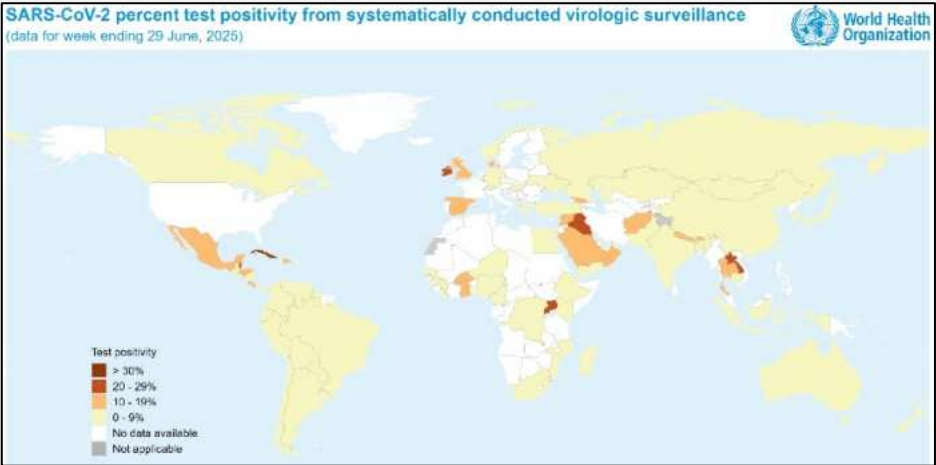 SARS-CoV-2 percent test positivity from systematically conducted virologic surveillance
(data for week ending 29 June, 2025)
World Health
Organization
Test positivity
> 30%
20 - 29%
10 - 19%
0 - 9%
No data available
Not applicable